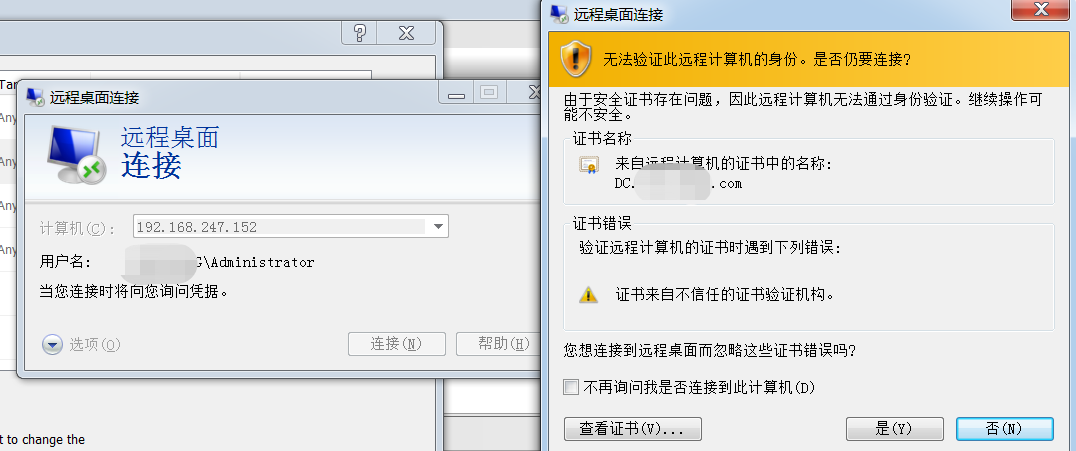 Tar
Any
Any
Any
Any
t to change the
远程桌面连接
远程桌面
连接
计算机(C):
192.168.247.152
用户名:
G\Administrator
当您连接时将向您询问凭据。
选项(O)
连接(N)
帮助(H)
远程桌面连接
无法验证此远程计算机的身份。是否仍要连接?
由于安全证书存在问题，因此远程计算机无法通过身份验证。继续操作可
能不安全。
证书名称
来自远程计算机的证书中的名称:
DC. .com
证书错误
验证远程计算机的证书时遇到下列错误:
证书来自不信任的证书验证机构。
您想连接到远程桌面而忽略这些证书错误吗?
不再询问我是否连接到此计算机(D)
查看证书(V)...
是(Y)
否(N)